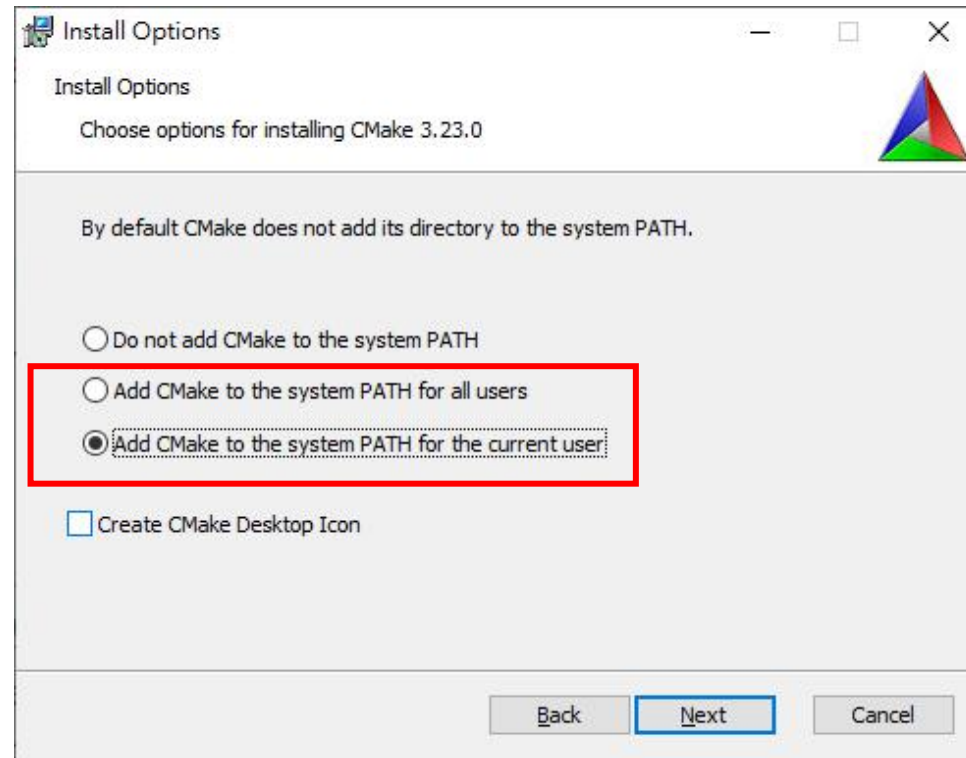 Install Options
Install Options
Choose options for installing CMake 3.23.0
By default CMake does not add its directory to the system PATH.
Do not add CMake to the system PATH
Add CMake to the system PATH for all users
Add CMake to the system PATH for the current user
Create CMake Desktop Icon
Back Next Cancel